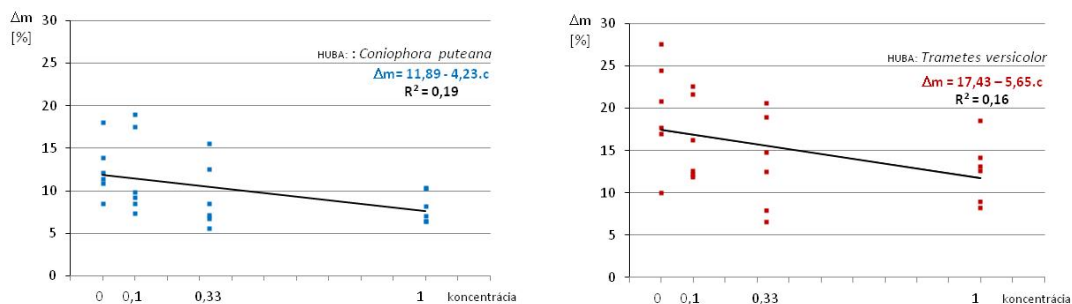 Δm
[%]
30
25
20
15
10
5
0
HUBA: : Coniophora puteana
Δm= 11,89 - 4,23.c
R² = 0,19
0 0,1 0,33 1 koncentrácia
Δm
[%]
30
25
20
15
10
5
0
HUBA: Trametes versicolor
Δm = 17,43 – 5,65.c
R² = 0,16
0 0,1 0,33 1 koncentrácia